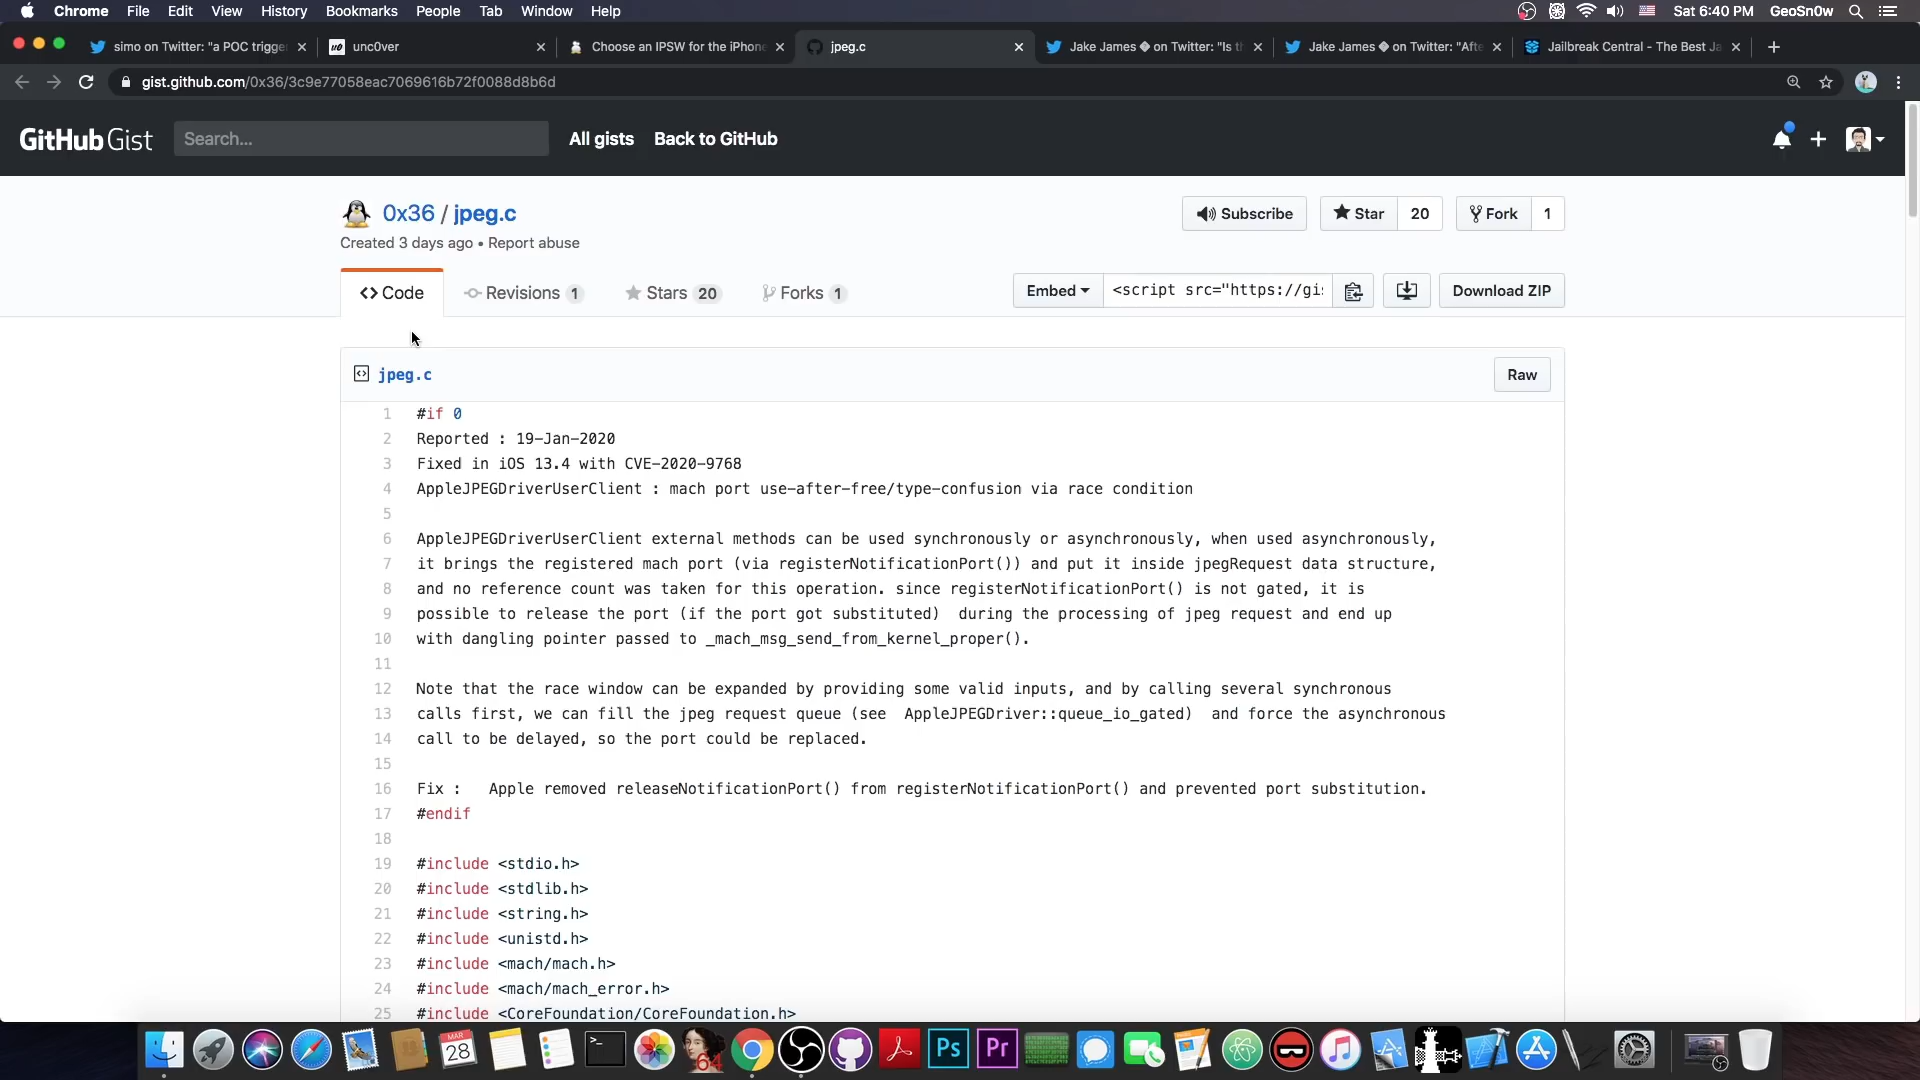 Chrome File Edit View History Bookmarks People Tab Window Help Sat 6:40 PM GeoSn0w
simo on Twitter: "a POC trigge unc0ver Choose an IPSW for the iPhone jpeg.c Jake James � on Twitter: "Is t Jake James � on Twitter: "Afte Jailbreak Central - The Best Ja
gist.github.com/0x36/3c9e77058eac7069616b72f0088d8b6d
GitHub Gist Search... All gists Back to GitHub
0x36 / jpeg.c Subscribe Star 20 Fork 1
Created 3 days ago • Report abuse
Code Revisions 1 Stars 20 Forks 1 Embed <script src="https://gi Download ZIP
jpeg.c Raw
1 #if 0
2 Reported : 19-Jan-2020
3 Fixed in iOS 13.4 with CVE-2020-9768
4 AppleJPEGDriverUserClient : mach port use-after-free/type-confusion via race condition
5
6 AppleJPEGDriverUserClient external methods can be used synchronously or asynchronously, when used asynchronously,
7 it brings the registered mach port (via registerNotificationPort()) and put it inside jpegRequest data structure,
8 and no reference count was taken for this operation. since registerNotificationPort() is not gated, it is
9 possible to release the port (if the port got substituted)  during the processing of jpeg request and end up
10 with dangling pointer passed to _mach_msg_send_from_kernel_proper().
11
12 Note that the race window can be expanded by providing some valid inputs, and by calling several synchronous
13 calls first, we can fill the jpeg request queue (see  AppleJPEGDriver::queue_io_gated)  and force the asynchronous
14 call to be delayed, so the port could be replaced.
15
16 Fix :   Apple removed releaseNotificationPort() from registerNotificationPort() and prevented port substitution.
17 #endif
18
19 #include <stdio.h>
20 #include <stdlib.h>
21 #include <string.h>
22 #include <unistd.h>
23 #include <mach/mach.h>
24 #include <mach/mach_error.h>
25 #include <CoreFoundation/CoreFoundation.h>
MAR 28 64 Ps Pr